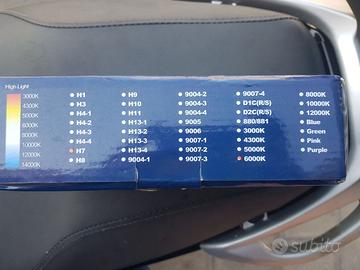 High Light
3000K
4300K
5000K
6000K
8000K
10000K
12000K
14000K
H1
H3
H4-1
H4-2
H4-3
H4-4
H7
H8
H9
H10
H11
H13-1
H13-2
H13-3
H13-4
9004-1
9004-2
9004-3
9004-4
9005
9006
9007-1
9007-2
9007-3
9007-4
D1C(R/S)
D2C(R/S)
880/881
3000K
4300K
5000K
6000K
8000K
10000K
12000K
Blue
Green
Pink
Purple
subito